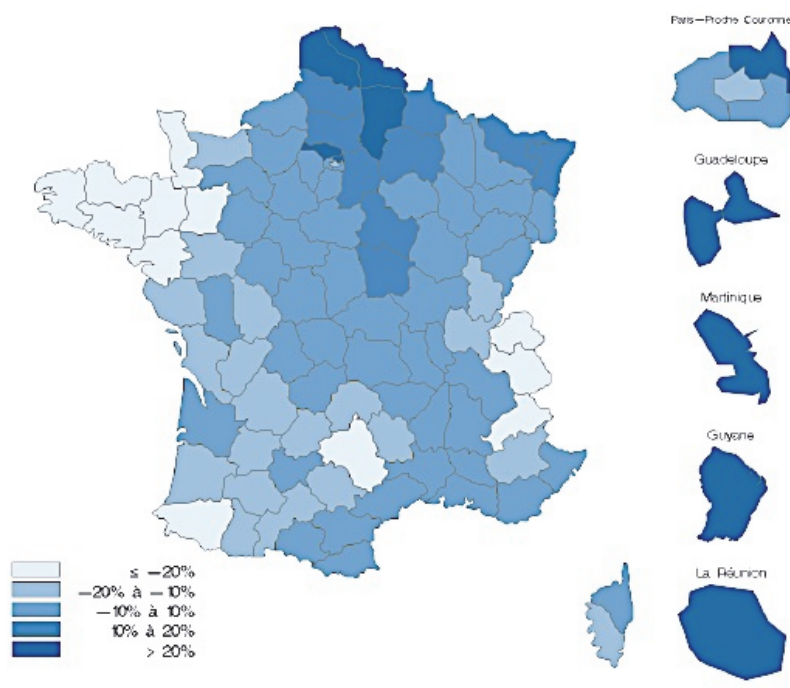 Paris-Proche Couronne
Guadeloupe
Martinique
Guyane
La Réunion
≤ -20%
-20% à -10%
-10% à 10%
10% à 20%
> 20%